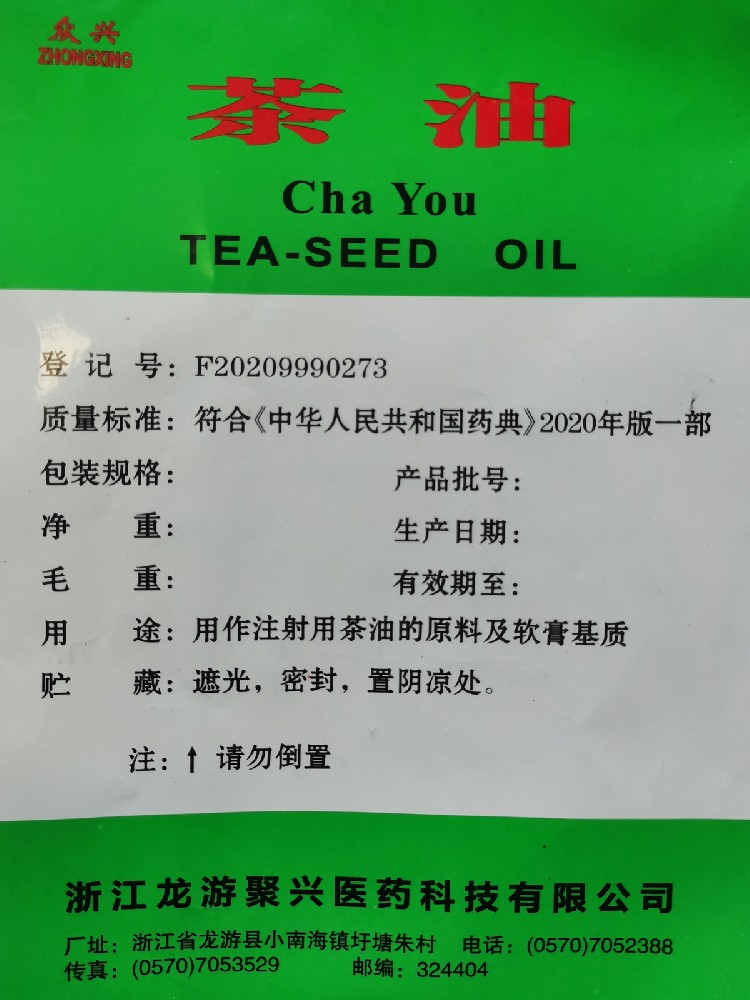 众兴
ZHONGXING
茶 油
Cha You
TEA-SEED OIL
登记号：F20209990273
质量标准：符合《中华人民共和国药典》2020年版一部
包装规格： 产品批号：
净 重： 生产日期：
毛 重： 有效期至：
用 途：用作注射用茶油的原料及软膏基质
贮 藏：遮光，密封，置阴凉处。
注：↑ 请勿倒置
浙江龙游聚兴医药科技有限公司
厂址：浙江省龙游县小南海镇圩塘朱村 电话：(0570)7052388
传真：(0570)7053529 邮编：324404